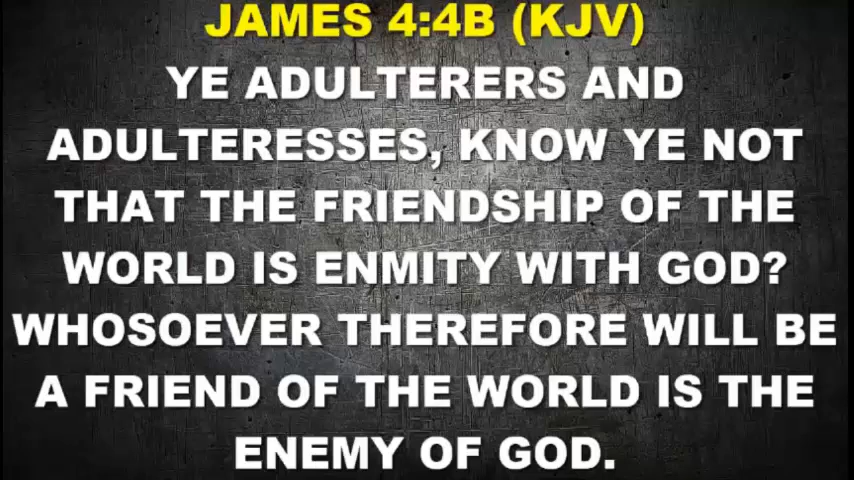 JAMES 4:4B (KJV)
YE ADULTERERS AND
ADULTERESSES, KNOW YE NOT
THAT THE FRIENDSHIP OF THE
WORLD IS ENMITY WITH GOD?
WHOSOEVER THEREFORE WILL BE
A FRIEND OF THE WORLD IS THE
ENEMY OF GOD.